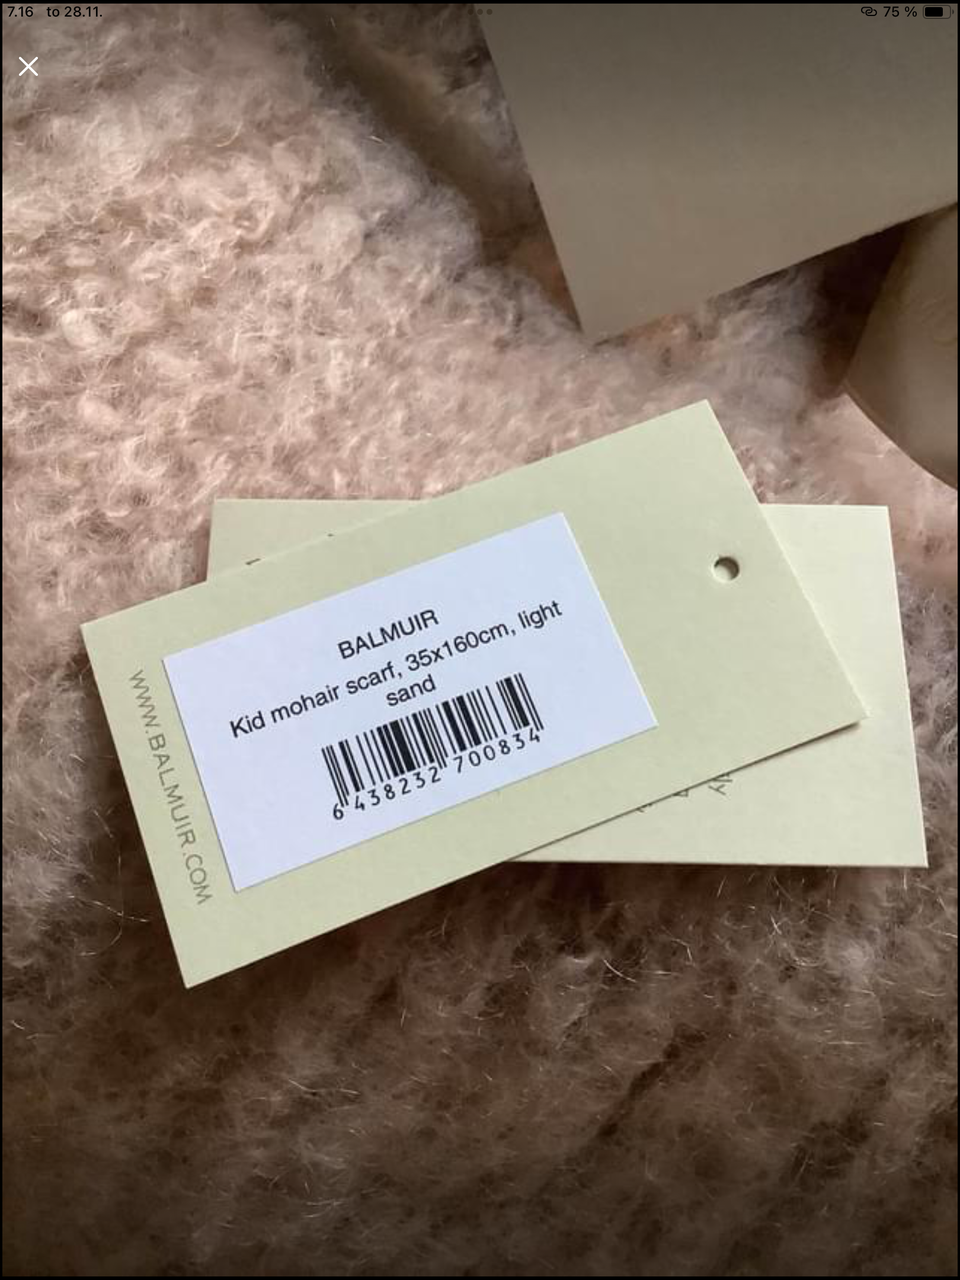 7.16 to 28.11.
75 %
BALMUIR
Kid mohair scarf, 35x160cm, light
sand
6 438232 700834
WWW.BALMUIR.COM
ly